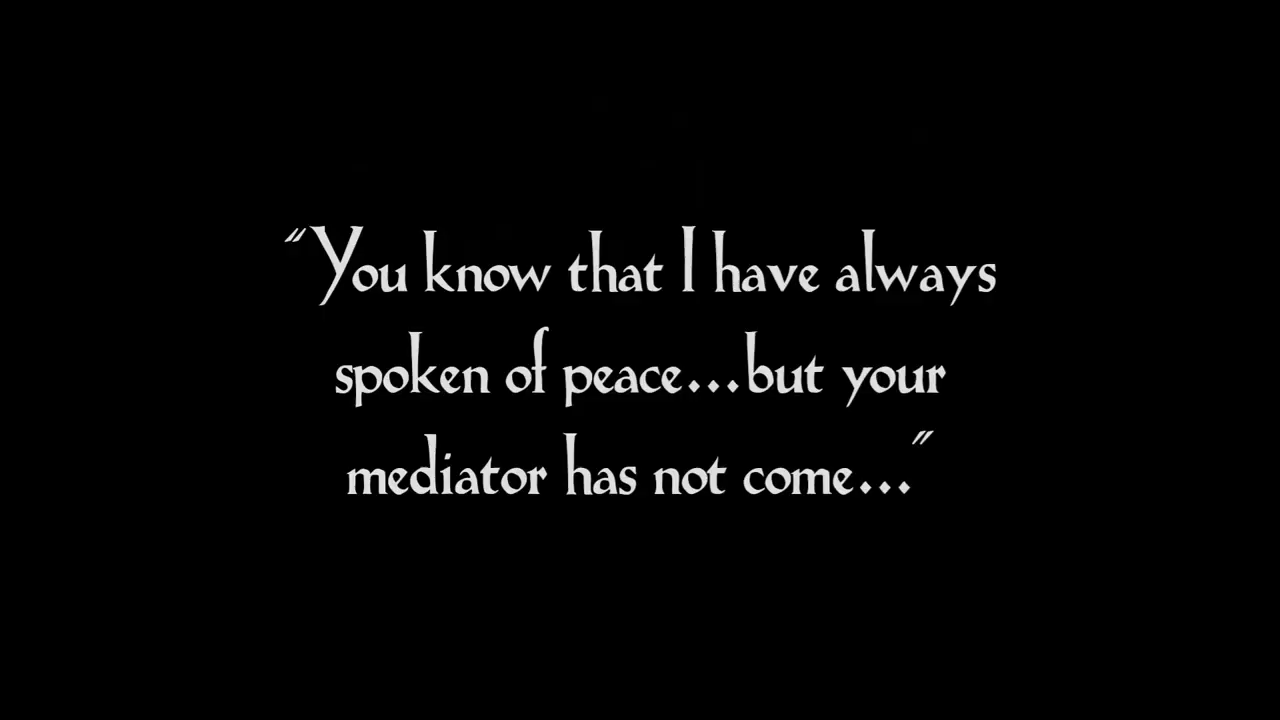 "You know that I have always
spoken of peace...but your
mediator has not come..."